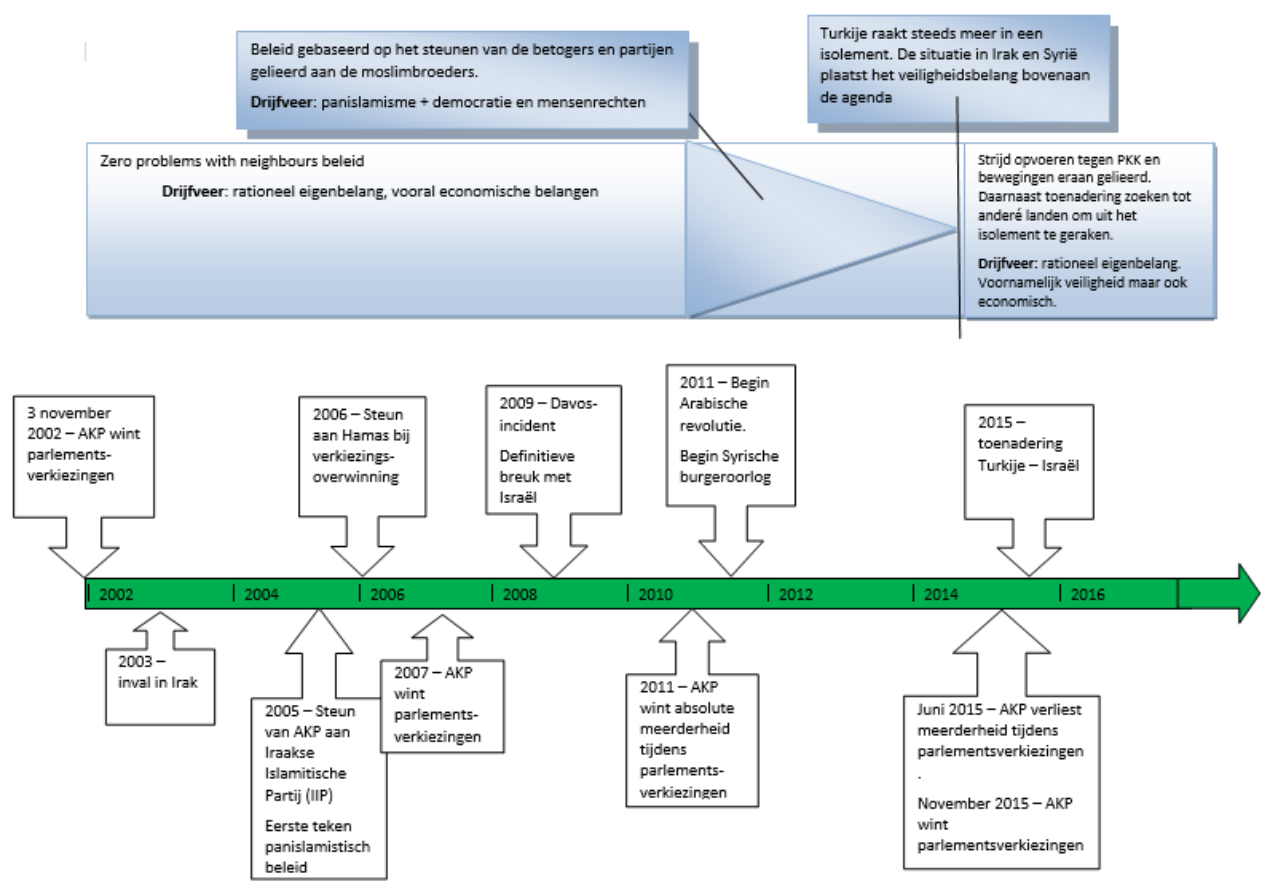 Beleid gebaseerd op het steunen van de betogers en partijen
gelieerd aan de moslimbroeders.
Drijfveer: panislamisme + democratie en mensenrechten
Turkije raakt steeds meer in een
isolement. De situatie in Irak en Syrië
plaatst het veiligheidsbelang bovenaan
de agenda
Zero problems with neighbours beleid
Drijfveer: rationeel eigenbelang, vooral economische belangen
Strijd opvoeren tegen PKK en
bewegingen eraan gelieerd.
Daarnaast toenadering zoeken tot
anderé landen om uit het
isolement te geraken.
Drijfveer: rationeel eigenbelang.
Voornamelijk veiligheid maar ook
economisch.
3 november
2002 – AKP wint
parlements-
verkiezingen
2006 – Steun
aan Hamas bij
verkiezings-
overwinning
2009 – Davos-
incident
Definitieve
breuk met
Israël
2011 – Begin
Arabische
revolutie.
Begin Syrische
burgeroorlog
2015 –
toenadering
Turkije – Israël
2002 2004 2006 2008 2010 2012 2014 2016
2003 –
inval in Irak
2005 – Steun
van AKP aan
Iraakse
Islamitische
Partij (IIP)
Eerste teken
panislamistisch
beleid
2007 – AKP
wint
parlements-
verkiezingen
2011 – AKP
wint absolute
meerderheid
tijdens
parlements-
verkiezingen
Juni 2015 – AKP verliest
meerderheid tijdens
parlementsverkiezingen
.
November 2015 – AKP
wint
parlementsverkiezingen